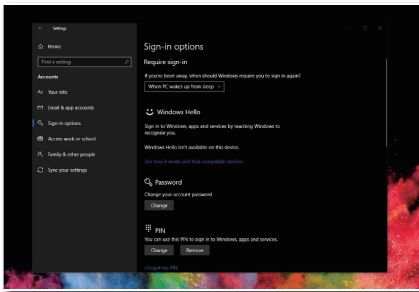 Settings
Home
Find a setting
Accounts
Your info
Email & app accounts
Sign-in options
Access work or school
Family & other people
Sync your settings
Sign-in options
Require sign-in
If you've been away, when should Windows require you to sign in again?
When PC wakes up from sleep
Windows Hello
Sign in to Windows, apps and services by teaching Windows to
recognise you.
Windows Hello isn't available on this device.
See how it works and find compatible devices.
Password
Change your account password
Change
PIN
You can use this PIN to sign in to Windows, apps and services.
Change Remove
I forgot my PIN